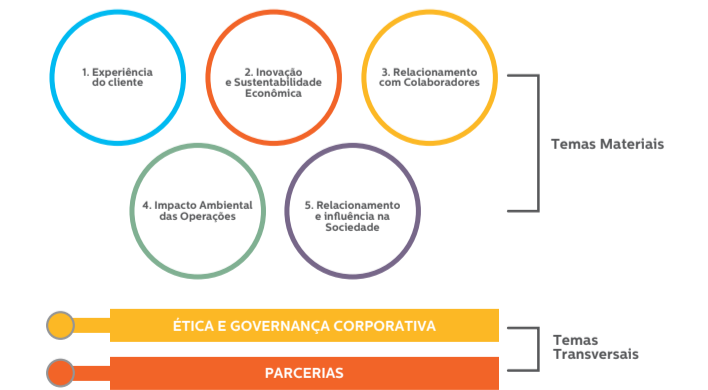 1. Experiência
do cliente
2. Inovação
e Sustentabilidade
Econômica
3. Relacionamento
com Colaboradores
4. Impacto Ambiental
das Operações
5. Relacionamento
e influência na
Sociedade
Temas Materiais
ÉTICA E GOVERNANÇA CORPORATIVA
PARCERIAS
Temas
Transversais